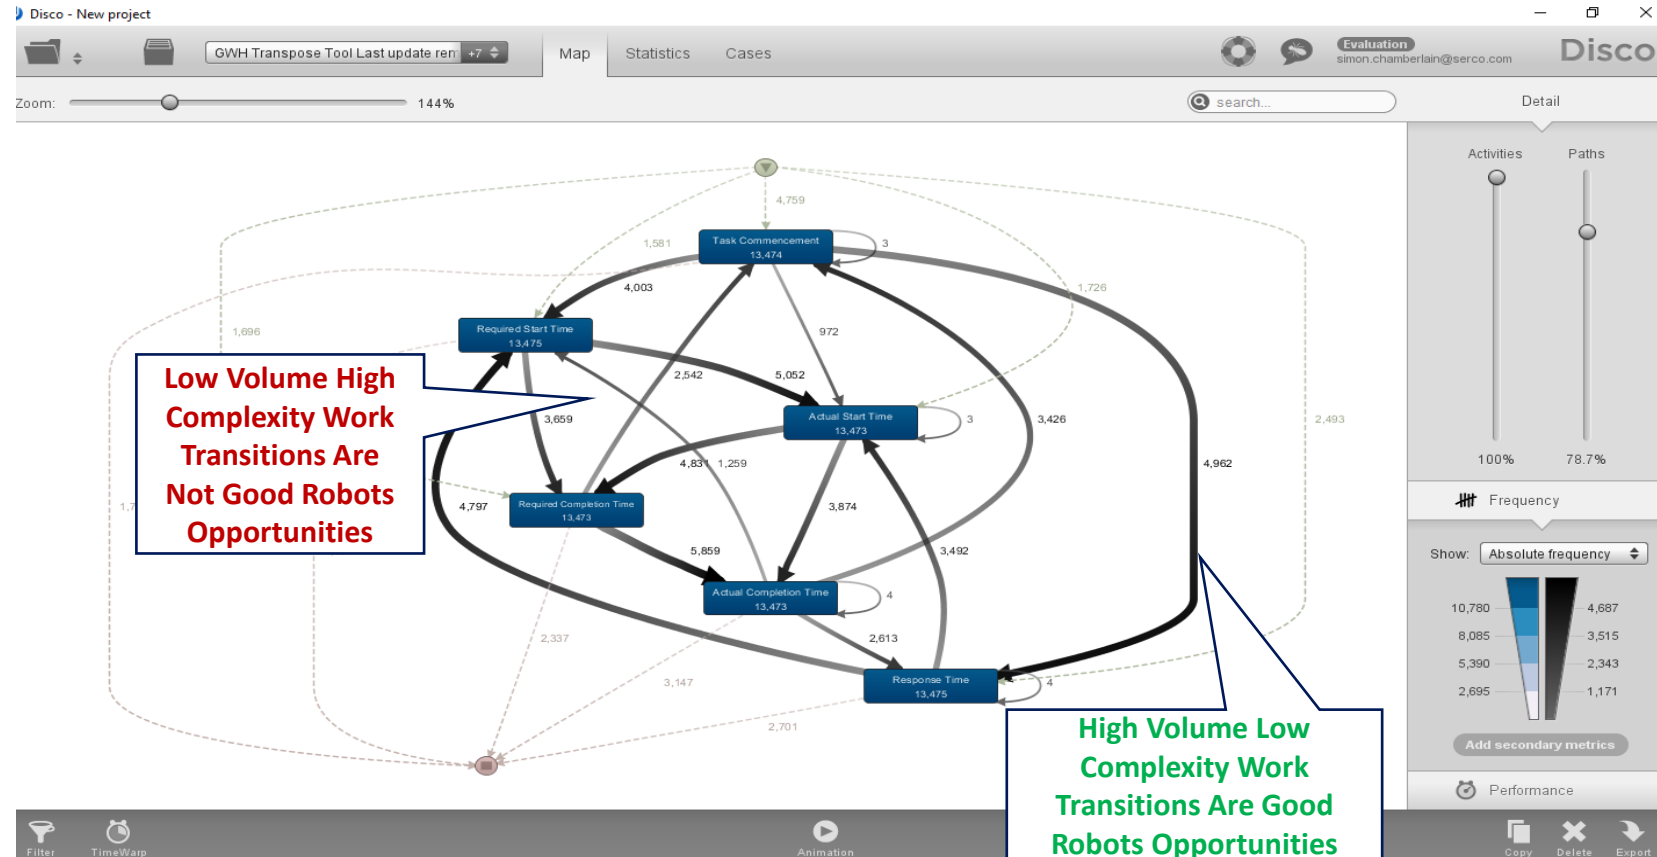 Disco - New project
GWH Transpose Tool Last update rem
+7
Map
Statistics
Cases
Evaluation
simon.chamberlain@serco.com
Disco
Zoom:
144%
search...
Detail
Activities
Paths
100%
78.7%
Frequency
Show:
Absolute frequency
10,780
4,687
8,085
3,515
5,390
2,343
2,695
1,171
Add secondary metrics
Performance
4,759
1,581
Task Commencement
13,474
3
4,003
1,726
1,696
Required Start Time
13,475
972
2,542
5,052
Actual Start Time
13,473
3
3,426
2,493
3,659
4,831
1,259
4,962
4,797
Required Completion Time
13,473
3,874
5,859
3,492
Actual Completion Time
13,473
4
2,337
2,613
3,147
Response Time
13,475
4
2,701
Low Volume High
Complexity Work
Transitions Are
Not Good Robots
Opportunities
High Volume Low
Complexity Work
Transitions Are Good
Robots Opportunities
Filter
TimeWarp
Animation
Copy
Delete
Export